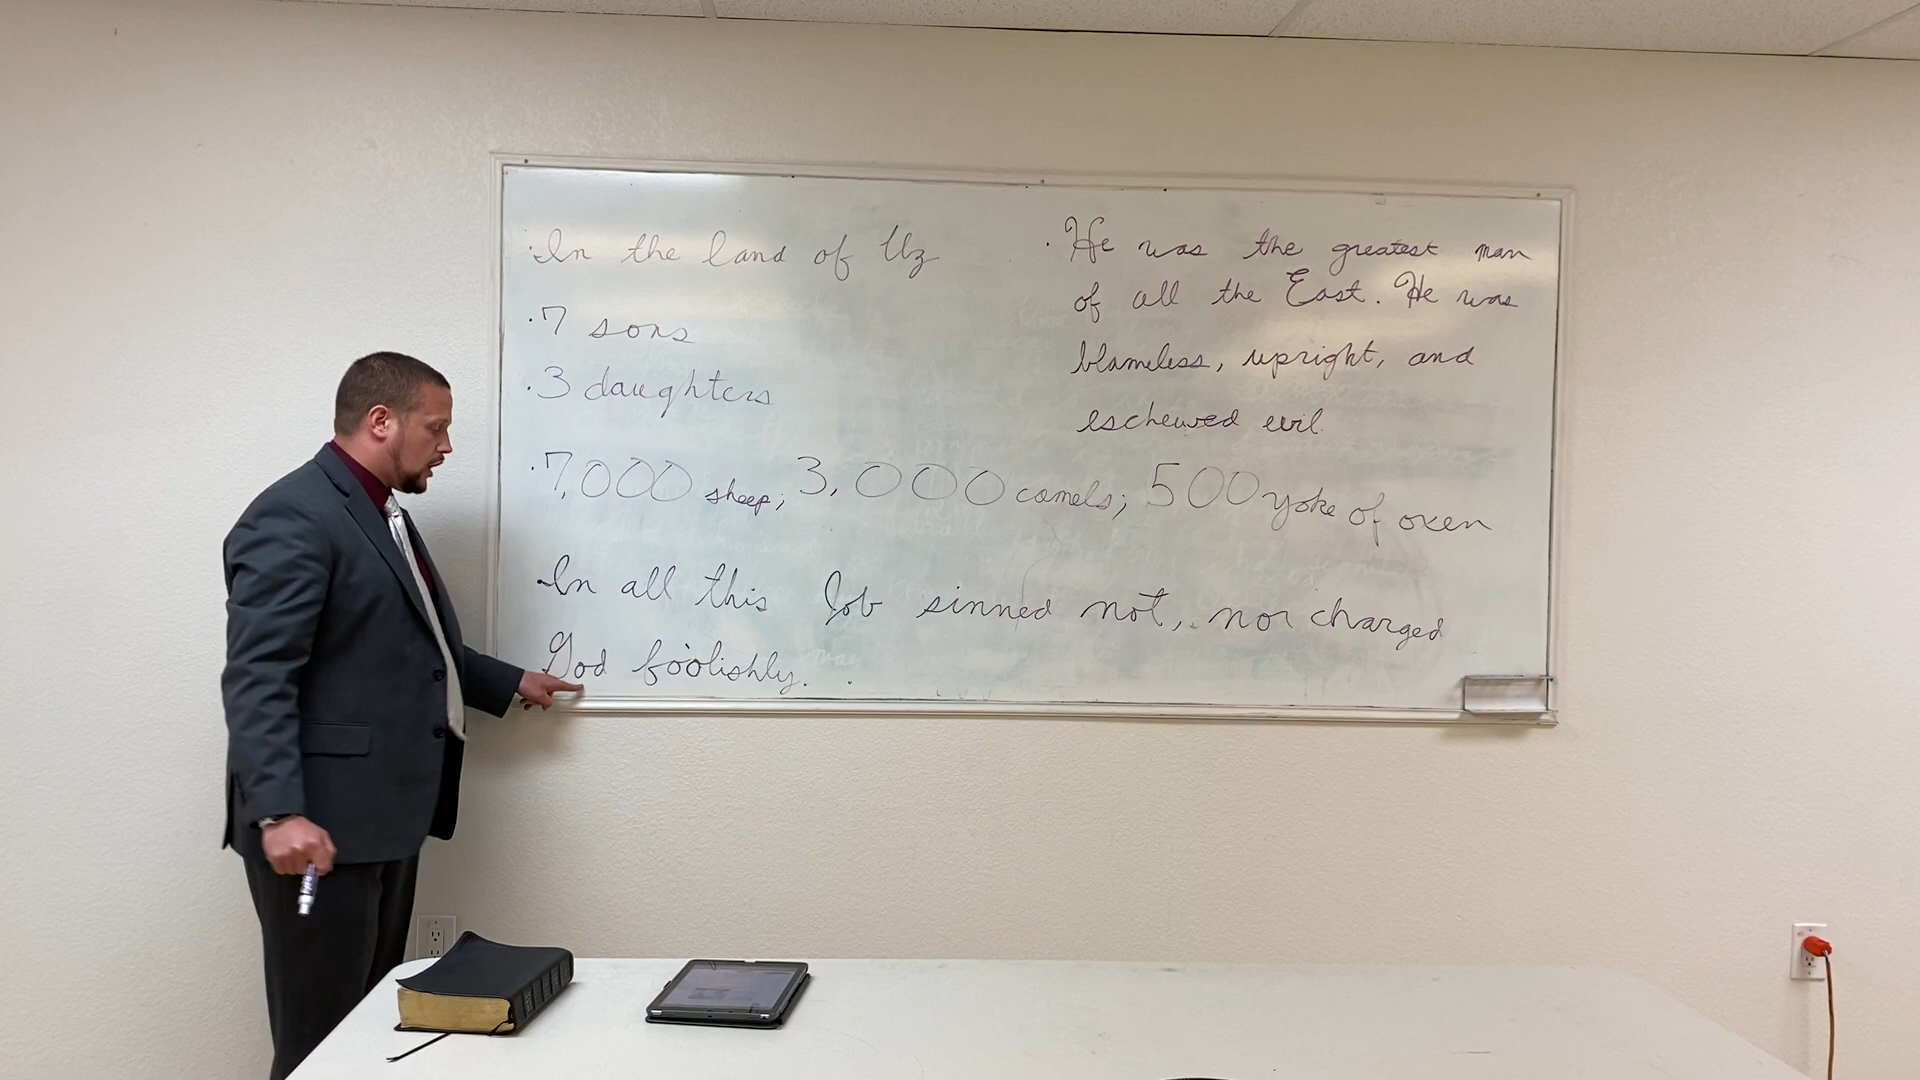 · In the land of Uz
· 7 sons
· 3 daughters
· He was the greatest man
of all the East. He was
blameless, upright, and
eschewed evil.
· 7,000 sheep; 3,000 camels; 500 yoke of oxen
· In all this Job sinned not, nor charged
God foolishly.